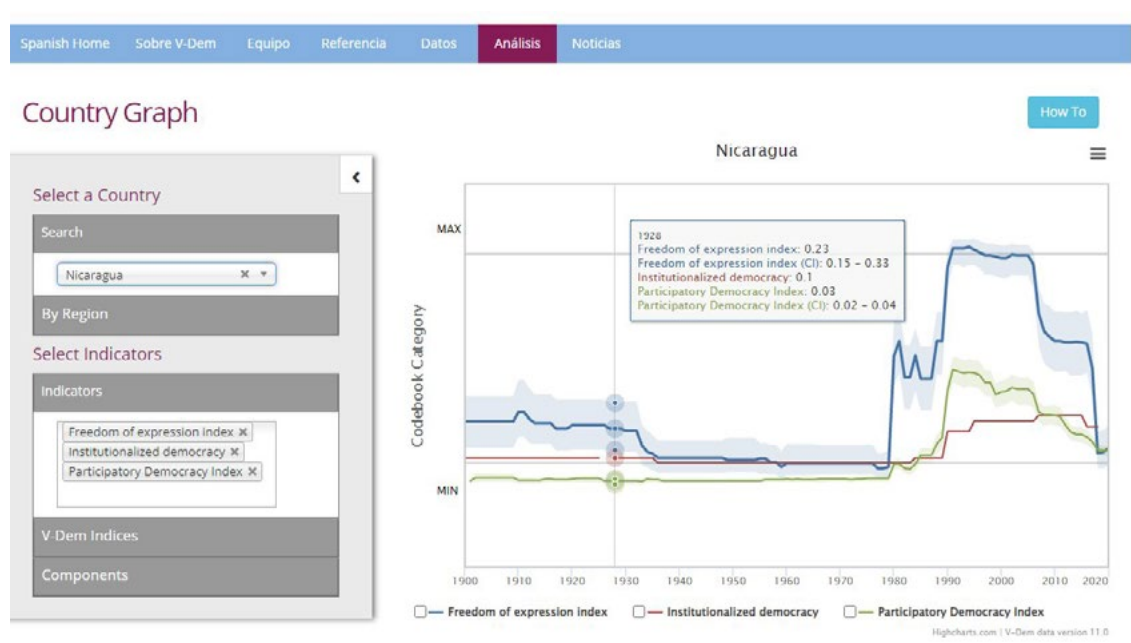 Spanish Home Sobre V-Dem Equipo Referencia Datos Análisis Noticias
Country Graph
How To
Select a Country
Search
Nicaragua
By Region
Select Indicators
Indicators
Freedom of expression index
Institutionalized democracy
Participatory Democracy Index
V-Dem Indices
Components
Nicaragua
MAX
Codebook Category
MIN
1928
Freedom of expression index: 0.23
Freedom of expression index (CI): 0.15 – 0.33
Institutionalized democracy: 0.1
Participatory Democracy Index: 0.03
Participatory Democracy Index (CI): 0.02 – 0.04
1900 1910 1920 1930 1940 1950 1960 1970 1980 1990 2000 2010 2020
Freedom of expression index Institutionalized democracy Participatory Democracy Index
Highcharts.com | V-Dem data version 11.0